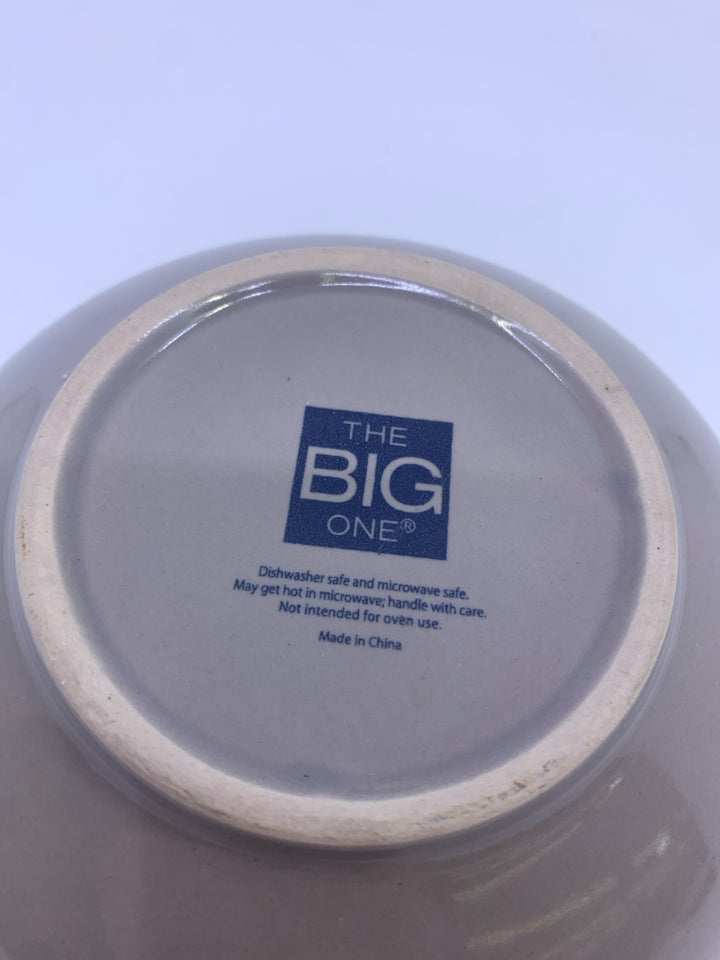 THE
BIG
ONE®
Dishwasher safe and microwave safe.
May get hot in microwave; handle with care.
Not intended for oven use.
Made in China